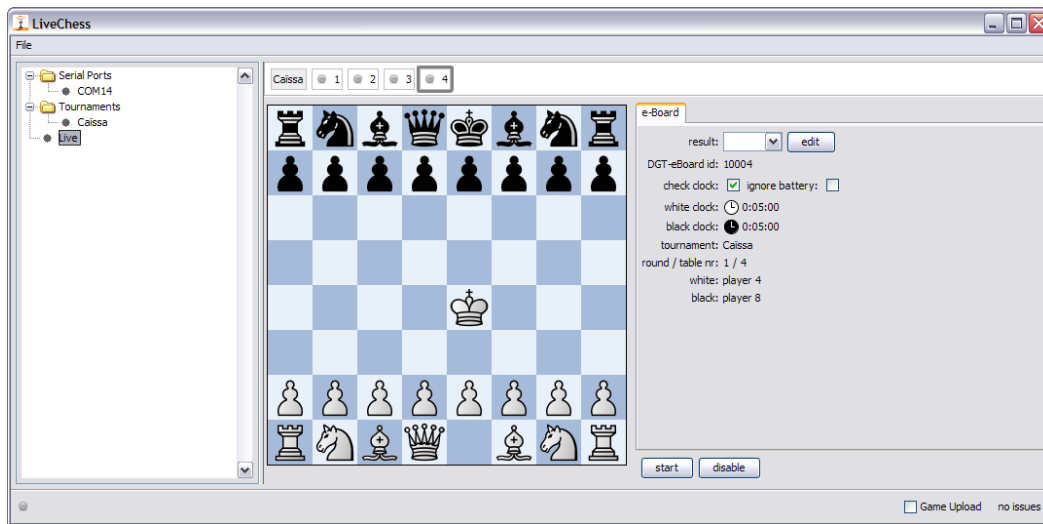 LiveChess
File
Serial Ports
COM14
Tournaments
Caïssa
Live
Caïssa 1 2 3 4
e-Board
result: edit
DGT-eBoard id: 10004
check clock: ignore battery:
white clock: 0:05:00
black clock: 0:05:00
tournament: Caïssa
round / table nr: 1 / 4
white: player 4
black: player 8
start disable
Game Upload no issues